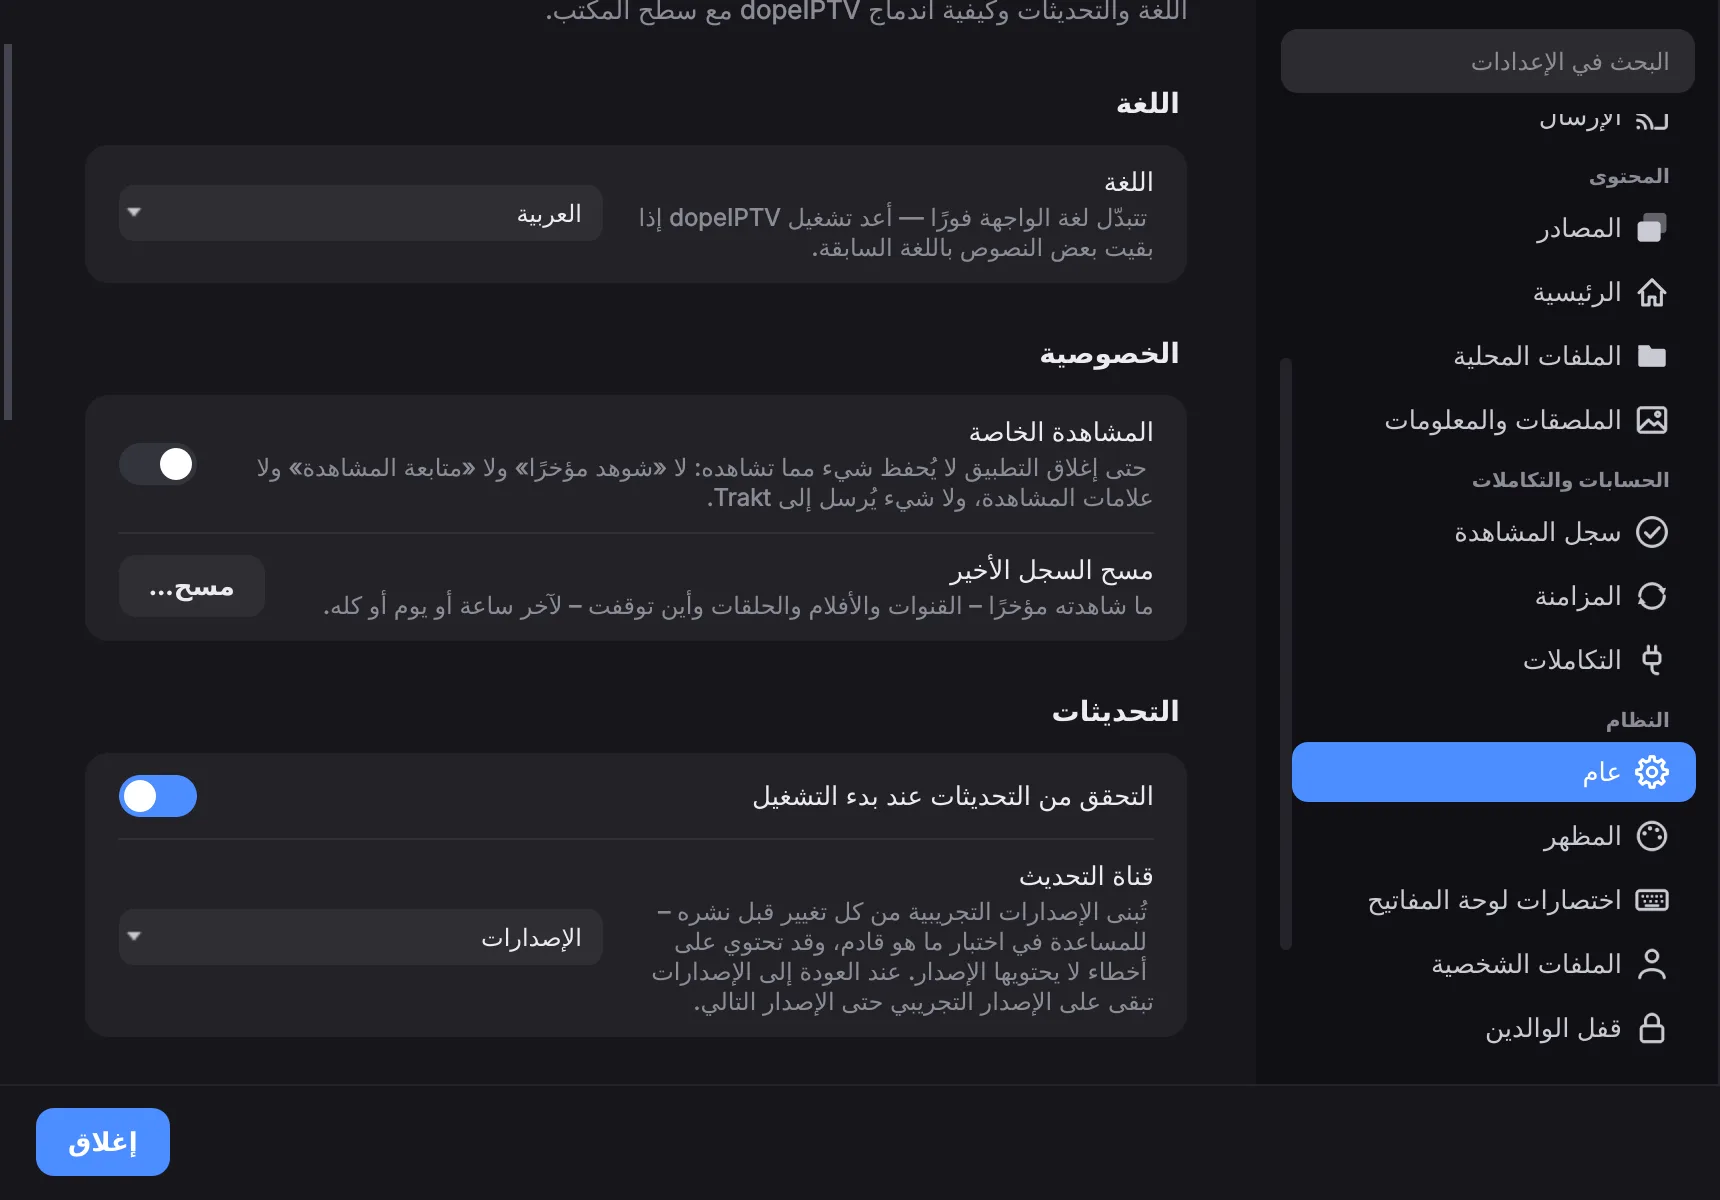 البحث في الإعدادات
الإرسال
المحتوى
المصادر
الرئيسية
الملفات المحلية
الملصقات والمعلومات
الحسابات والتكاملات
سجل المشاهدة
المزامنة
التكاملات
النظام
عام
المظهر
اختصارات لوحة المفاتيح
الملفات الشخصية
قفل الوالدين
اللغة والتحديثات وكيفية اندماج dopeIPTV مع سطح المكتب.
اللغة
اللغة
تتبدّل لغة الواجهة فورًا — أعد تشغيل dopeIPTV إذا
بقيت بعض النصوص باللغة السابقة.
العربية
الخصوصية
المشاهدة الخاصة
حتى إغلاق التطبيق لا يُحفظ شيء مما تشاهده: لا «شوهد مؤخرًا» ولا «متابعة المشاهدة» ولا
علامات المشاهدة، ولا شيء يُرسل إلى Trakt.
مسح السجل الأخير
ما شاهدته مؤخرًا – القنوات والأفلام والحلقات وأين توقفت – لآخر ساعة أو يوم أو كله.
مسح...
التحديثات
التحقق من التحديثات عند بدء التشغيل
قناة التحديث
تُبنى الإصدارات التجريبية من كل تغيير قبل نشره –
للمساعدة في اختبار ما هو قادم، وقد تحتوي على
أخطاء لا يحتويها الإصدار. عند العودة إلى الإصدارات
تبقى على الإصدار التجريبي حتى الإصدار التالي.
الإصدارات
إغلاق